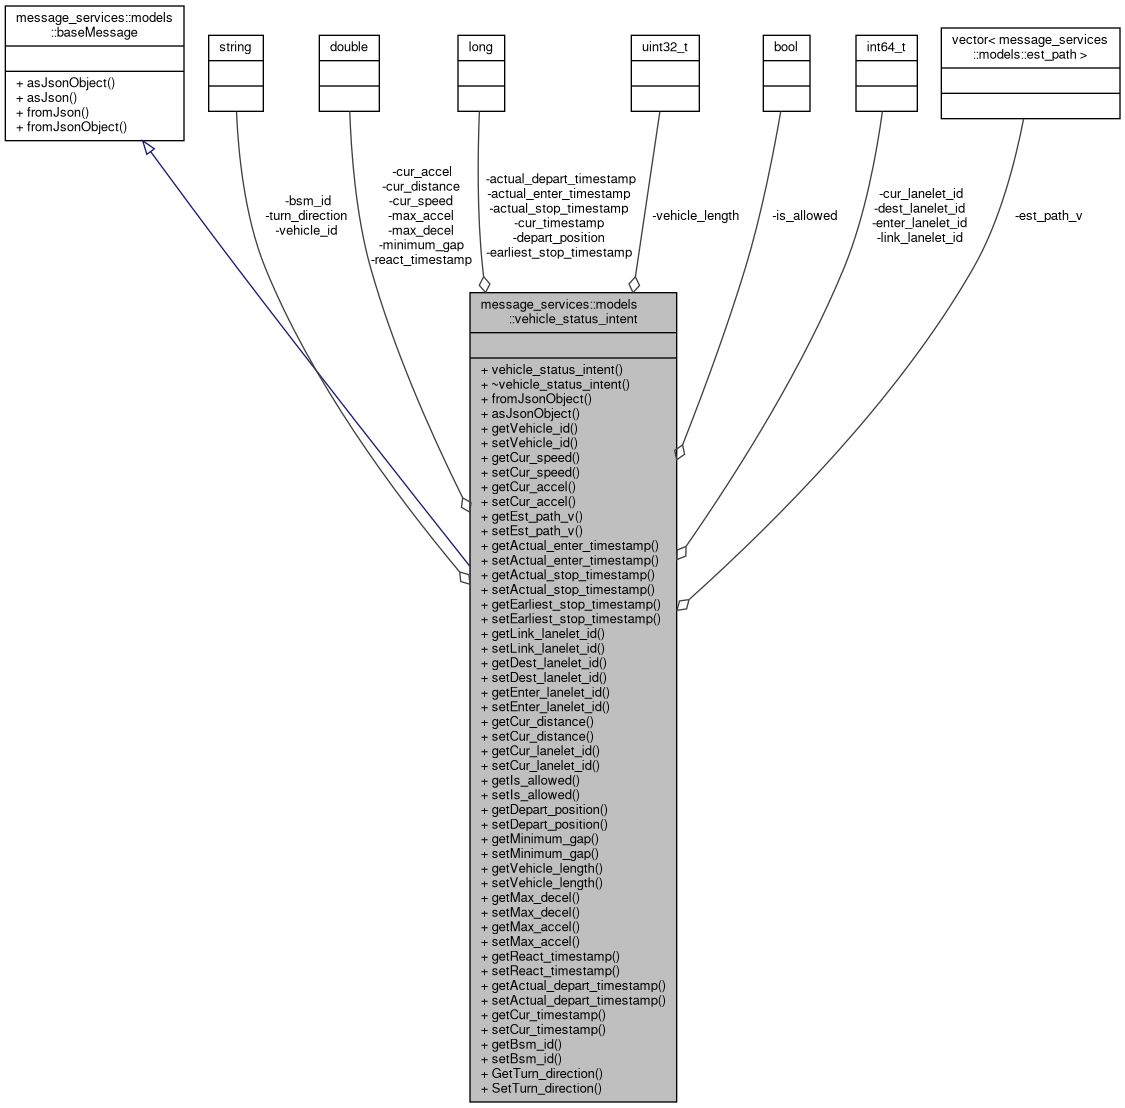 message_services::models
::baseMessage
+ asJsonObject()
+ asJson()
+ fromJson()
+ fromJsonObject()
string
double
long
uint32_t
bool
int64_t
vector< message_services
::models::est_path >
-bsm_id
-turn_direction
-vehicle_id
-cur_accel
-cur_distance
-cur_speed
-max_accel
-max_decel
-minimum_gap
-react_timestamp
-actual_depart_timestamp
-actual_enter_timestamp
-actual_stop_timestamp
-cur_timestamp
-depart_position
-earliest_stop_timestamp
-vehicle_length
-is_allowed
-cur_lanelet_id
-dest_lanelet_id
-enter_lanelet_id
-link_lanelet_id
-est_path_v
message_services::models
::vehicle_status_intent
+ vehicle_status_intent()
+ ~vehicle_status_intent()
+ fromJsonObject()
+ asJsonObject()
+ getVehicle_id()
+ setVehicle_id()
+ getCur_speed()
+ setCur_speed()
+ getCur_accel()
+ setCur_accel()
+ getEst_path_v()
+ setEst_path_v()
+ getActual_enter_timestamp()
+ setActual_enter_timestamp()
+ getActual_stop_timestamp()
+ setActual_stop_timestamp()
+ getEarliest_stop_timestamp()
+ setEarliest_stop_timestamp()
+ getLink_lanelet_id()
+ setLink_lanelet_id()
+ getDest_lanelet_id()
+ setDest_lanelet_id()
+ getEnter_lanelet_id()
+ setEnter_lanelet_id()
+ getCur_distance()
+ setCur_distance()
+ getCur_lanelet_id()
+ setCur_lanelet_id()
+ getIs_allowed()
+ setIs_allowed()
+ getDepart_position()
+ setDepart_position()
+ getMinimum_gap()
+ setMinimum_gap()
+ getVehicle_length()
+ setVehicle_length()
+ getMax_decel()
+ setMax_decel()
+ getMax_accel()
+ setMax_accel()
+ getReact_timestamp()
+ setReact_timestamp()
+ getActual_depart_timestamp()
+ setActual_depart_timestamp()
+ getCur_timestamp()
+ setCur_timestamp()
+ getBsm_id()
+ setBsm_id()
+ GetTurn_direction()
+ SetTurn_direction()